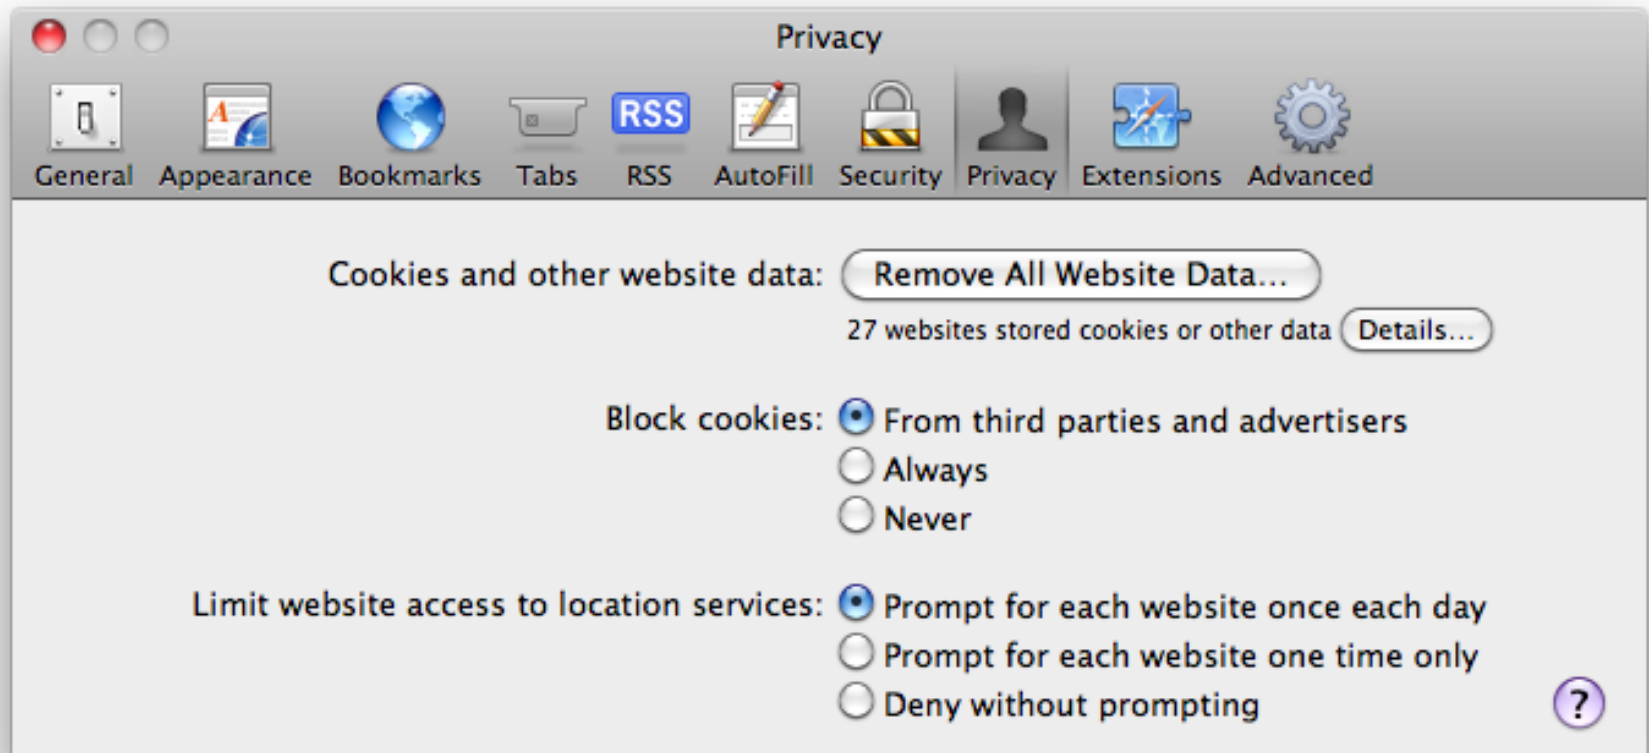 Privacy
General Appearance Bookmarks Tabs RSS RSS AutoFill Security Privacy Extensions Advanced
Cookies and other website data: Remove All Website Data...
27 websites stored cookies or other data Details...
Block cookies: From third parties and advertisers
Always
Never
Limit website access to location services: Prompt for each website once each day
Prompt for each website one time only
Deny without prompting
?